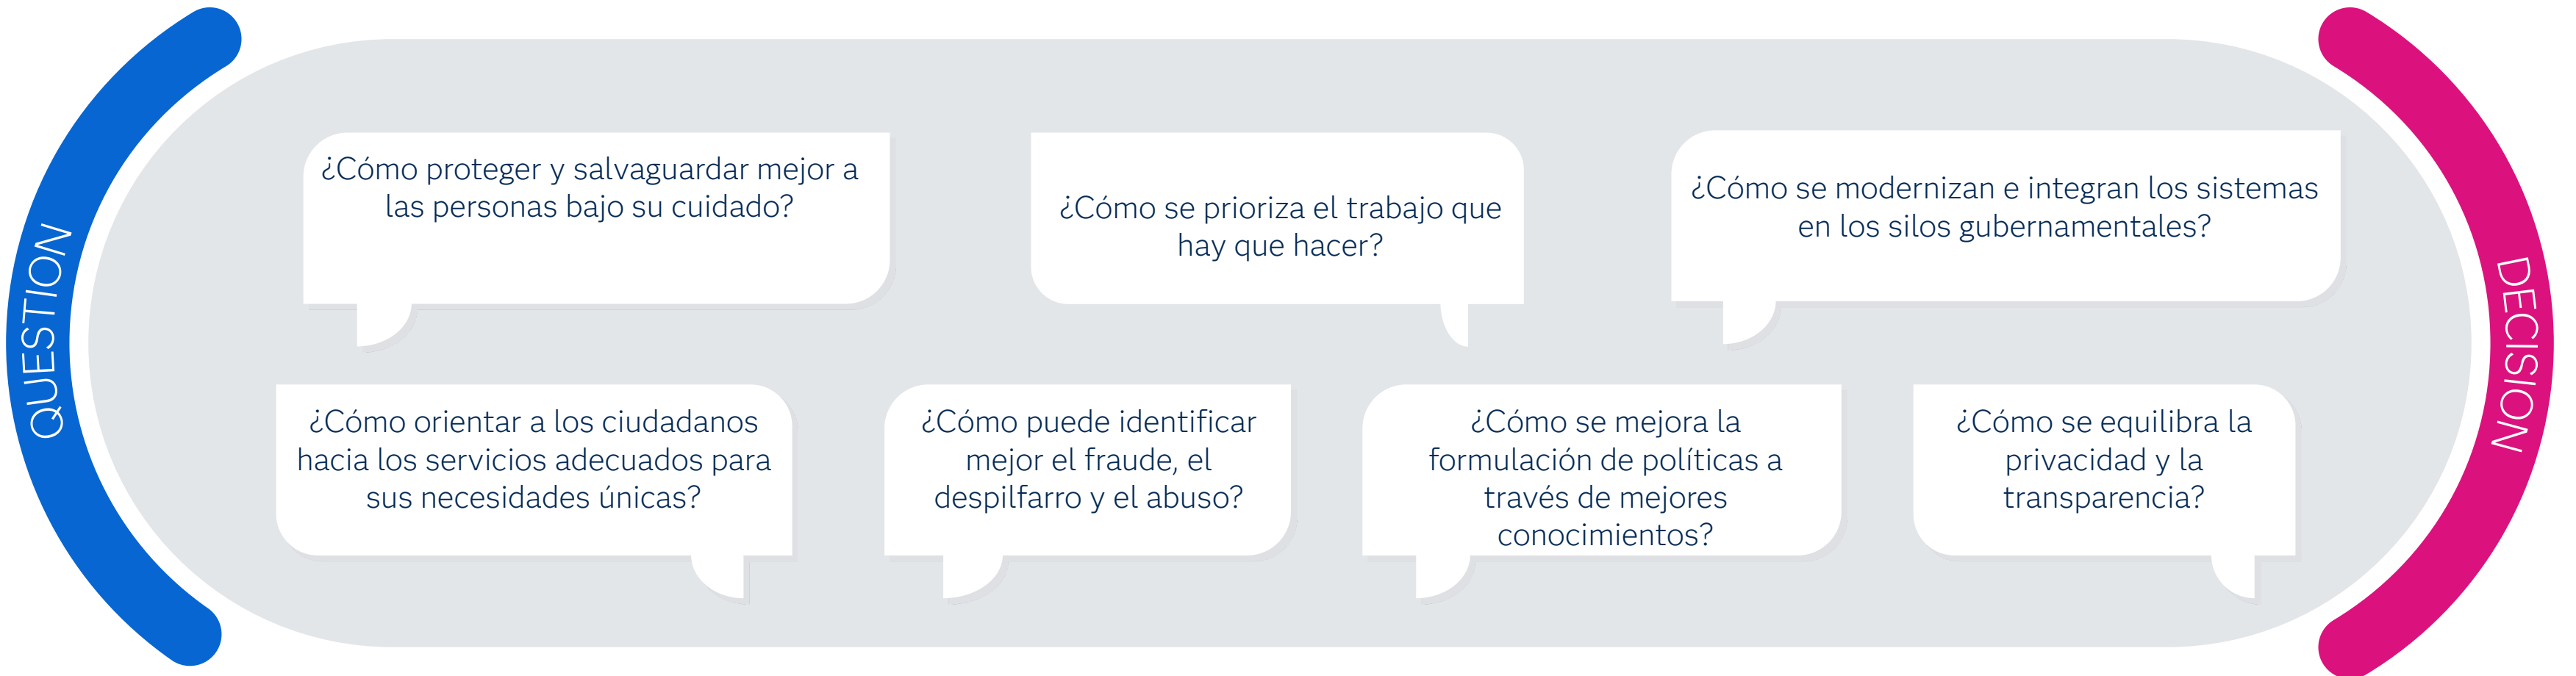 QUESTION
¿Cómo proteger y salvaguardar mejor a
las personas bajo su cuidado?
¿Cómo se prioriza el trabajo que
hay que hacer?
¿Cómo se modernizan e integran los sistemas
en los silos gubernamentales?
¿Cómo orientar a los ciudadanos
hacia los servicios adecuados para
sus necesidades únicas?
¿Cómo puede identificar
mejor el fraude, el
despilfarro y el abuso?
¿Cómo se mejora la
formulación de políticas a
través de mejores
conocimientos?
¿Cómo se equilibra la
privacidad y la
transparencia?
DECISION